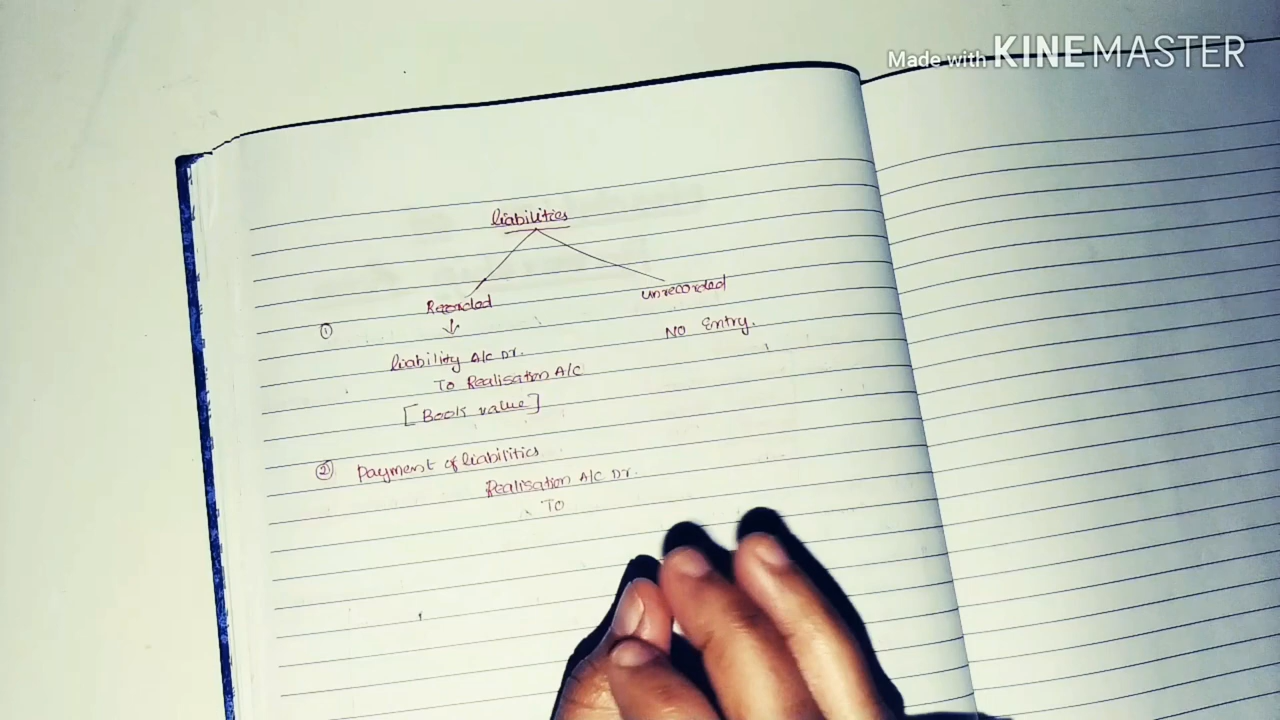 Made with KINEMASTER
Liabilities
Recorded
unrecorded
①
NO Entry.
liability A/C Dr.
To Realisation A/C
[Book value]
② Payment of liabilities
Realisation A/C Dr.
To